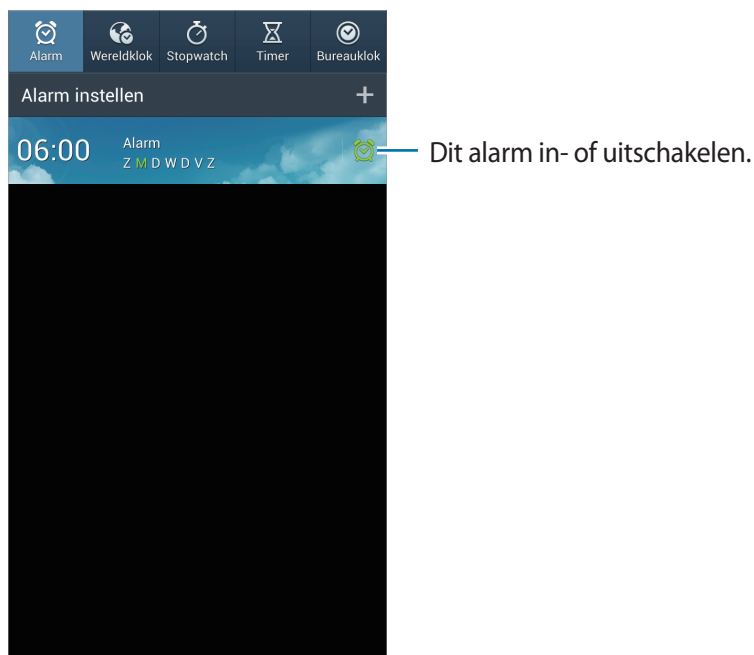 Alarm Wereldklok Stopwatch Timer Bureauklok
Alarm instellen +
06:00 Alarm
Z M D W D V Z
Dit alarm in- of uitschakelen.